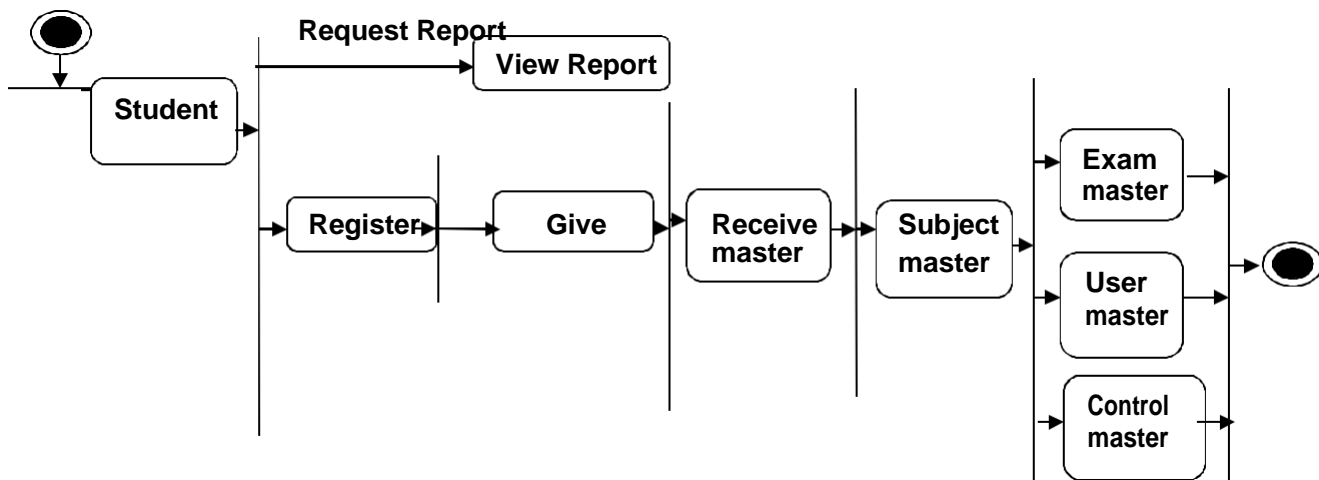 Request Report
View Report
Student
Register
Give
Receive
master
Subject
master
Exam
master
User
master
Control
master